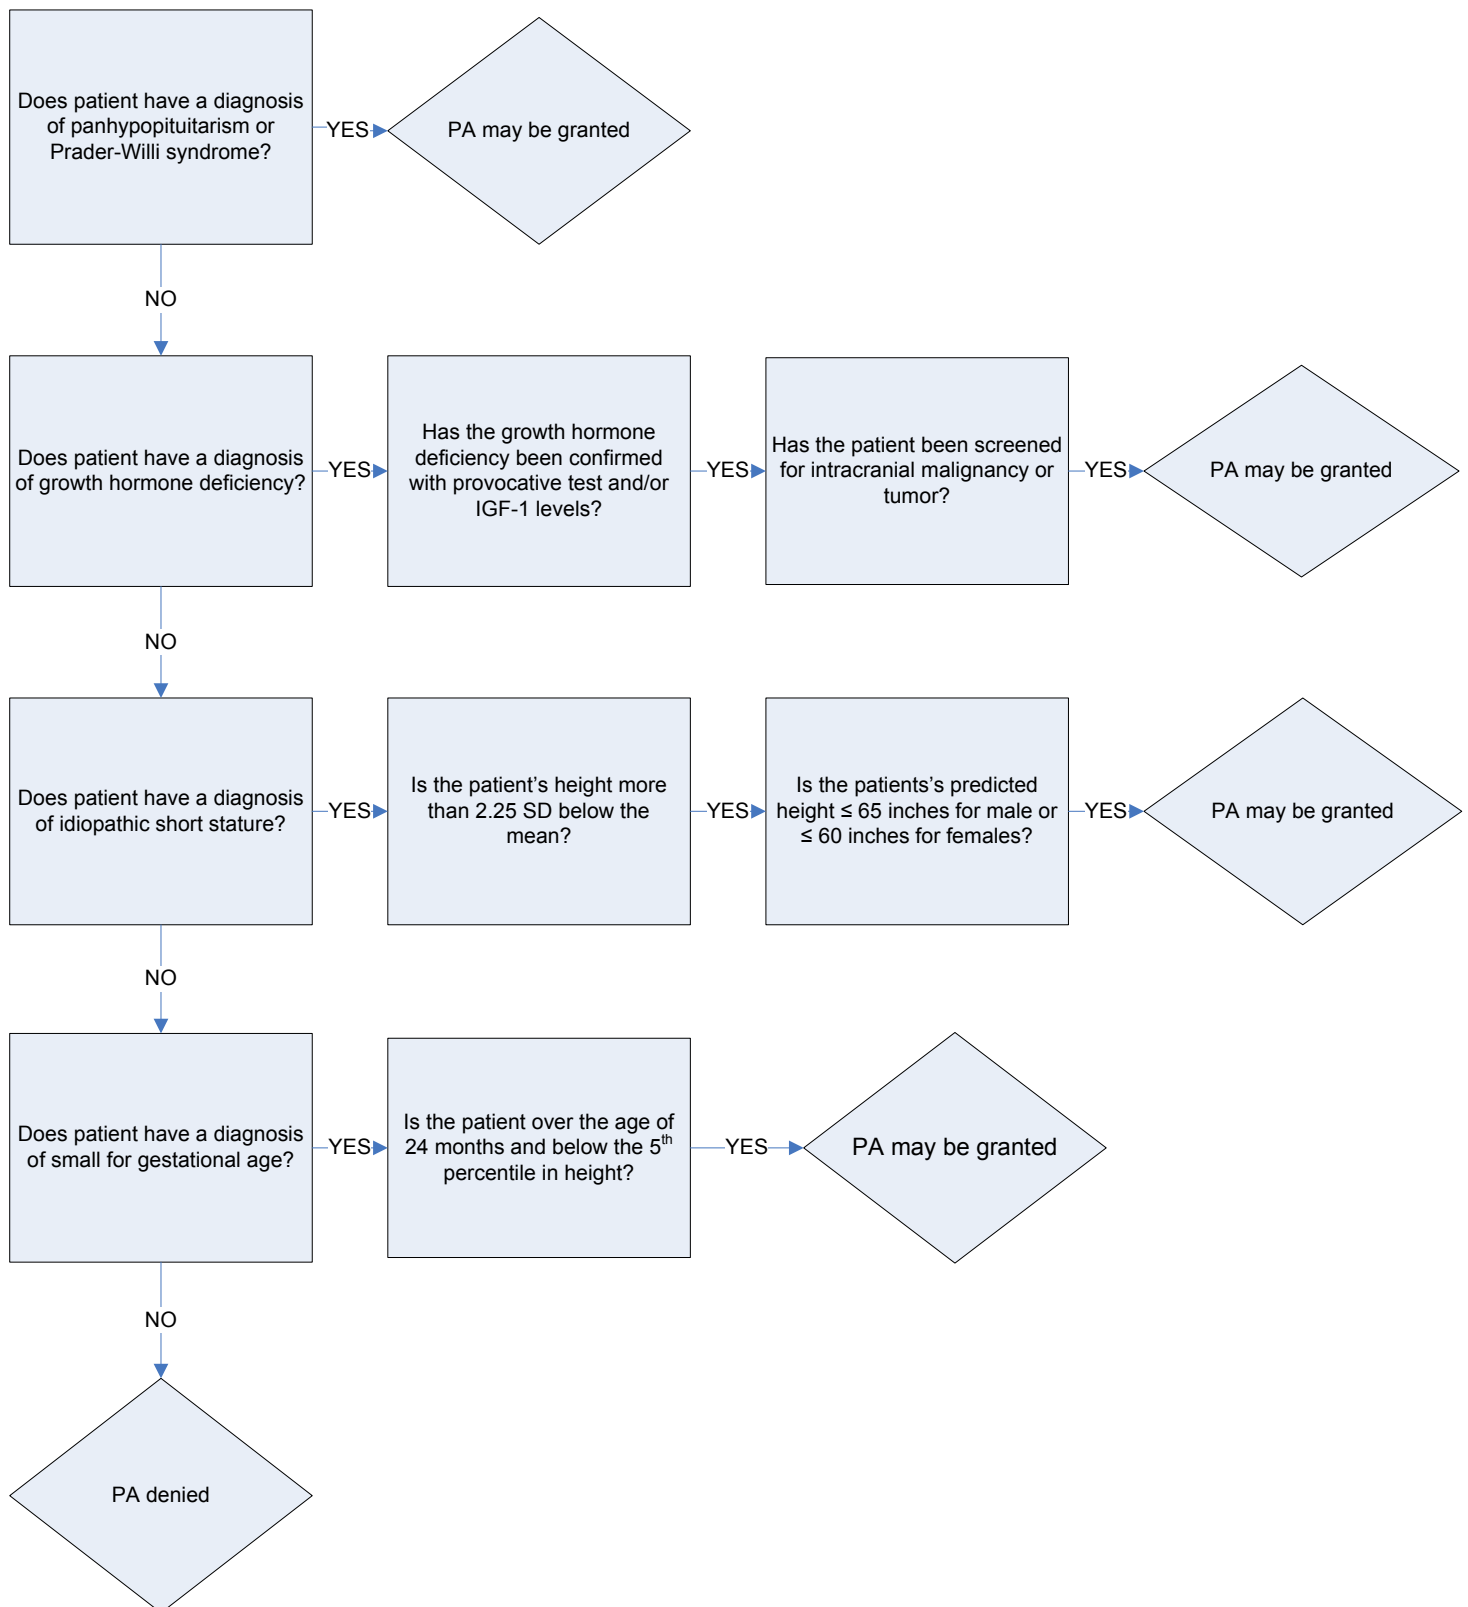 Does patient have a diagnosis
of panhypopituitarism or
Prader-Willi syndrome?
YES
PA may be granted
NO
Does patient have a diagnosis
of growth hormone deficiency?
YES
Has the growth hormone
deficiency been confirmed
with provocative test and/or
IGF-1 levels?
YES
Has the patient been screened
for intracranial malignancy or
tumor?
YES
PA may be granted
NO
Does patient have a diagnosis
of idiopathic short stature?
YES
Is the patient’s height more
than 2.25 SD below the
mean?
YES
Is the patients’s predicted
height ≤ 65 inches for male or
≤ 60 inches for females?
YES
PA may be granted
NO
Does patient have a diagnosis
of small for gestational age?
YES
Is the patient over the age of
24 months and below the 5th
percentile in height?
YES
PA may be granted
NO
PA denied